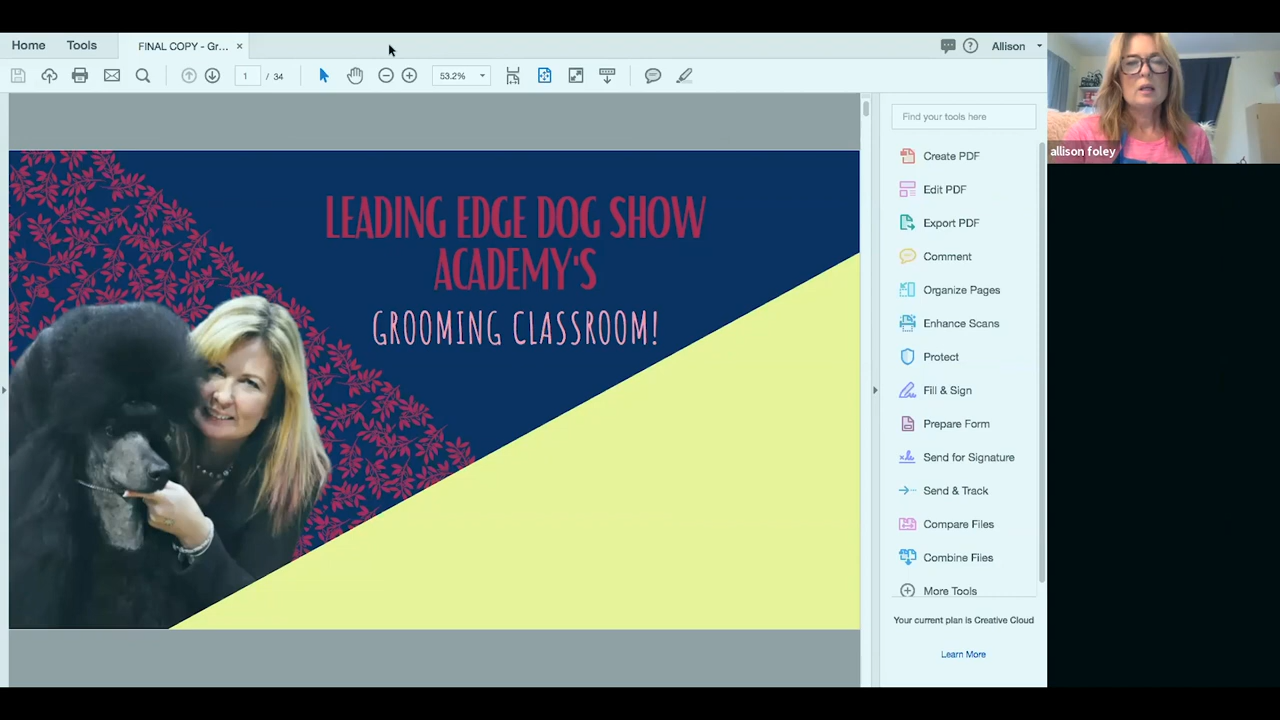 Home
Tools
FINAL COPY - Gr...
Allison
1 / 34
53.2%
LEADING EDGE DOG SHOW
ACADEMY'S
GROOMING CLASSROOM!
Find your tools here
Create PDF
Edit PDF
Export PDF
Comment
Organize Pages
Enhance Scans
Protect
Fill & Sign
Prepare Form
Send for Signature
Send & Track
Compare Files
Combine Files
More Tools
Your current plan is Creative Cloud
Learn More
allison foley